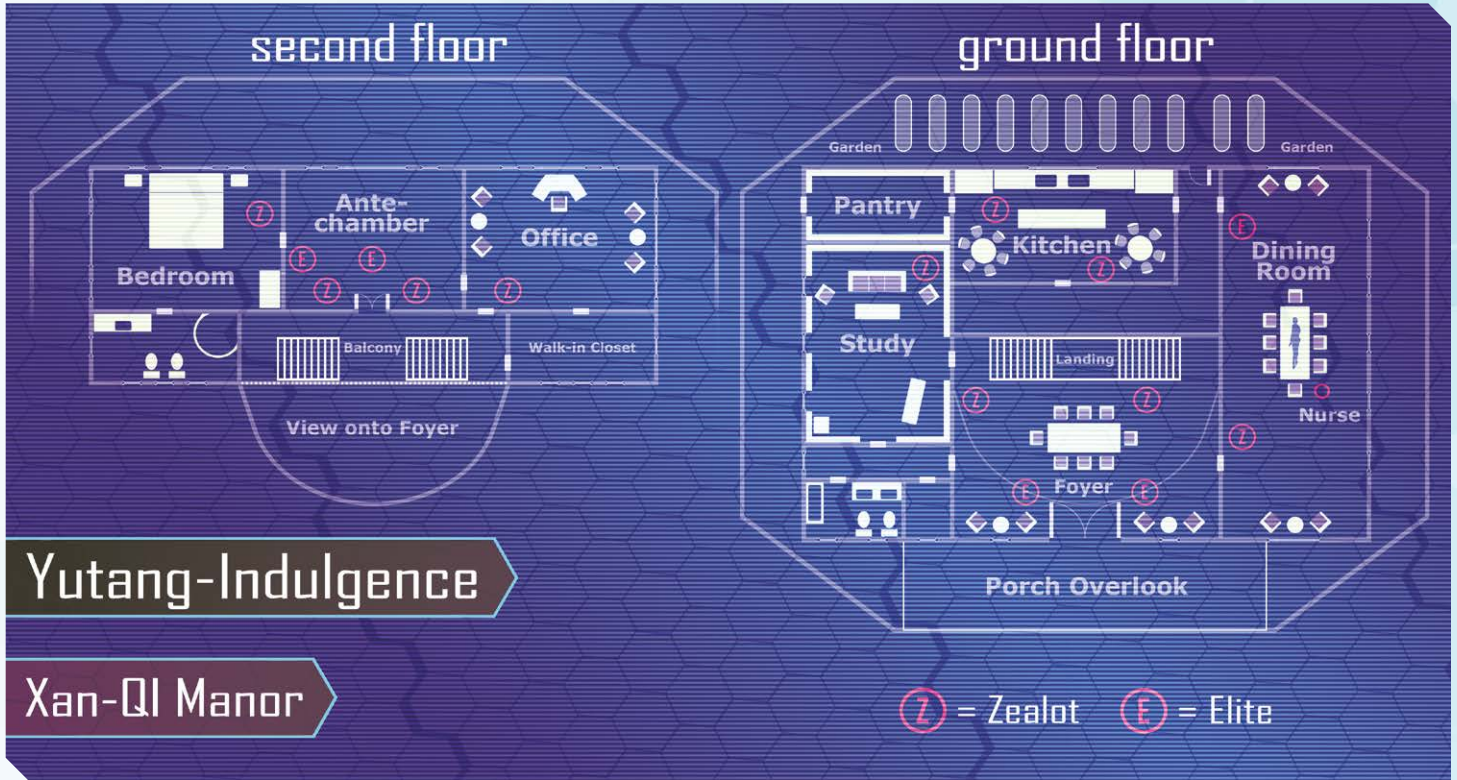 second floor
ground floor
Garden
Garden
Ante-
chamber
Office
Bedroom
Z
E
E
Z
Z
Z
Balcony
Walk-in Closet
View onto Foyer
Pantry
Kitchen
Dining
Room
Study
Landing
Nurse
Foyer
Z
E
Z
Z
Z
Z
Z
E
E
Porch Overlook
Yutang-Indulgence
Xan-QI Manor
Z = Zealot
E = Elite